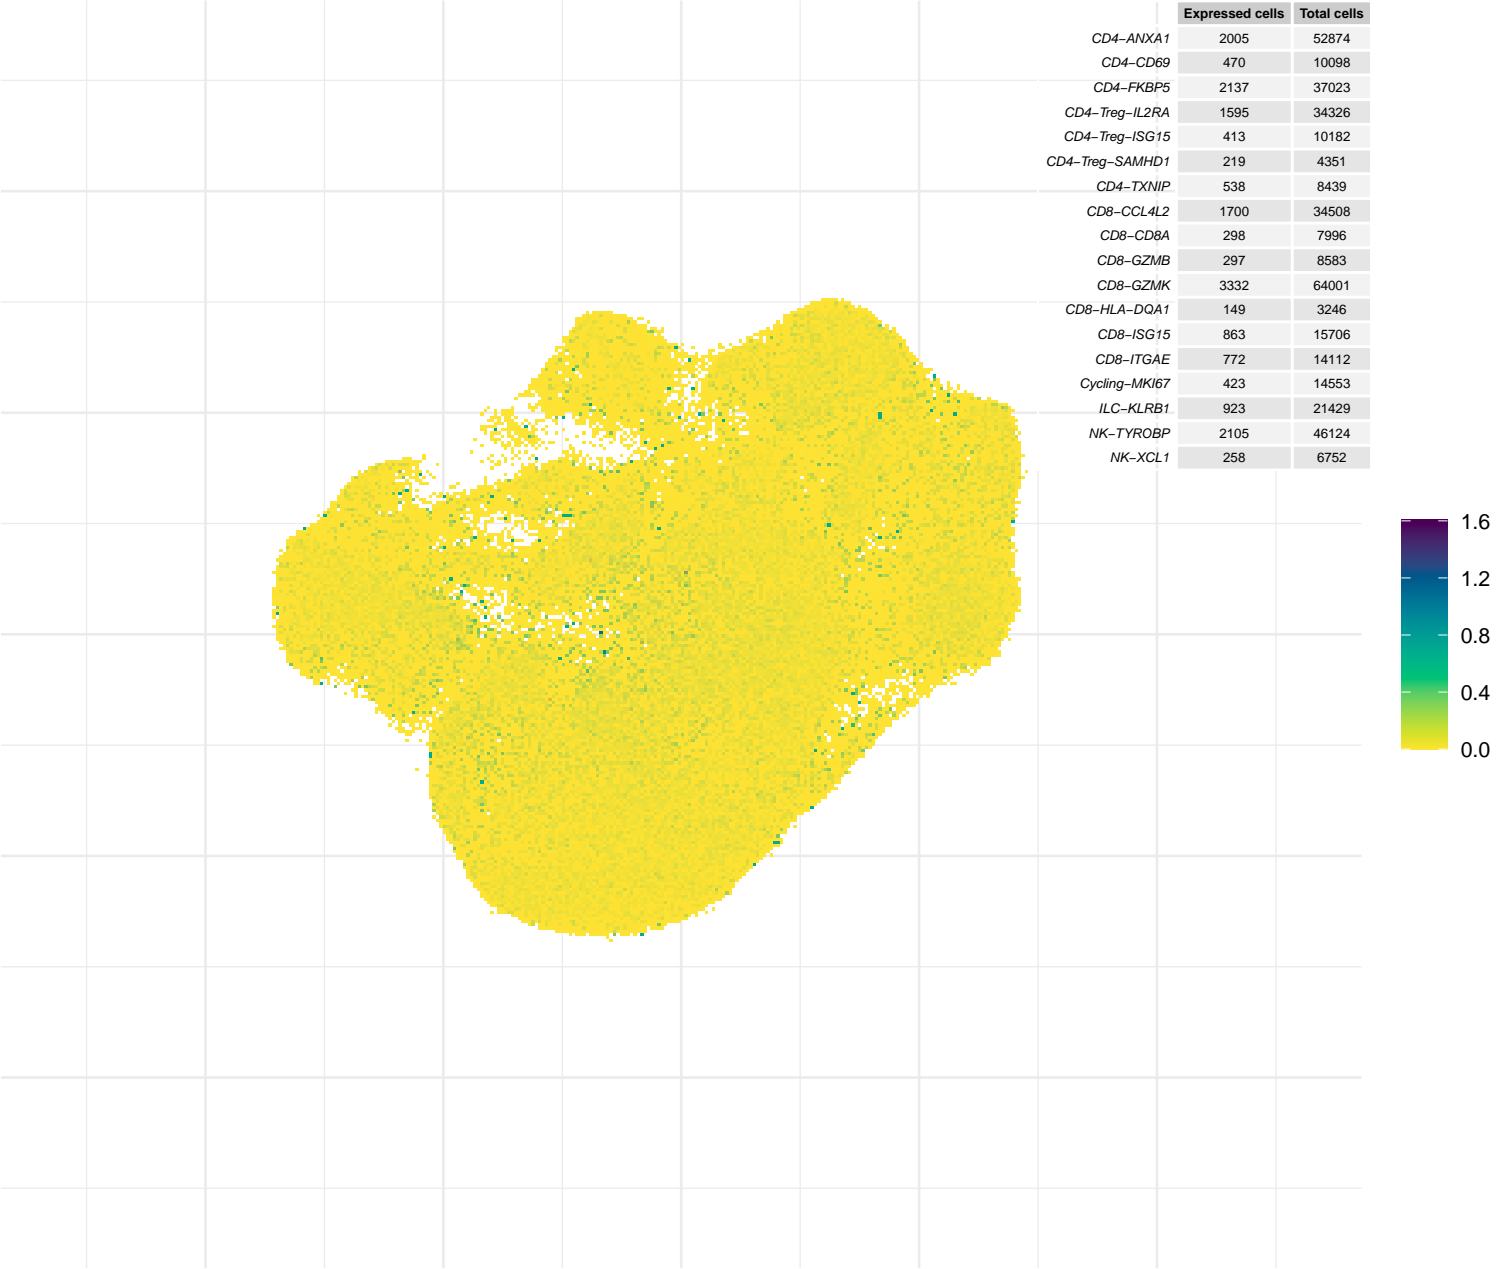 Expressed cells Total cells
CD4−ANXA1 2005 52874
CD4−CD69 470 10098
CD4−FKBP5 2137 37023
CD4−Treg−IL2RA 1595 34326
CD4−Treg−ISG15 413 10182
CD4−Treg−SAMHD1 219 4351
CD4−TXNIP 538 8439
CD8−CCL4L2 1700 34508
CD8−CD8A 298 7996
CD8−GZMB 297 8583
CD8−GZMK 3332 64001
CD8−HLA−DQA1 149 3246
CD8−ISG15 863 15706
CD8−ITGAE 772 14112
Cycling−MKI67 423 14553
ILC−KLRB1 923 21429
NK−TYROBP 2105 46124
NK−XCL1 258 6752
1.6
1.2
0.8
0.4
0.0